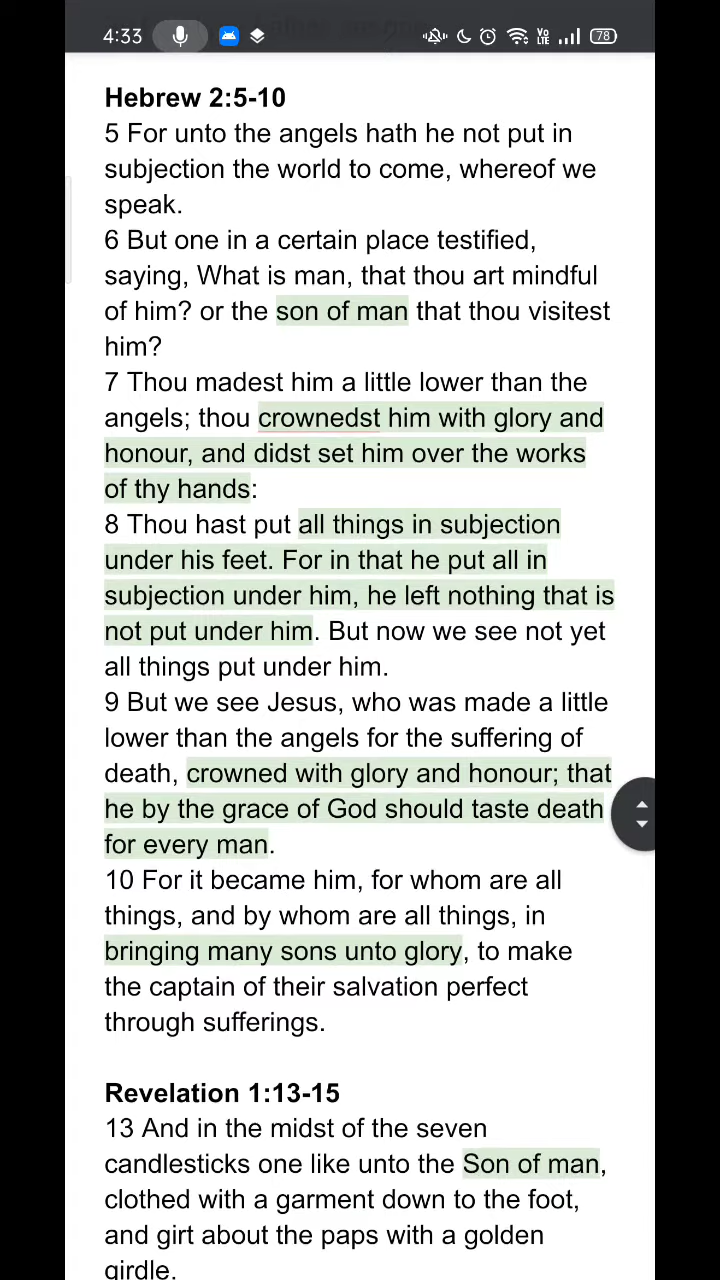 4:33
Vo
LTE
78
Hebrew 2:5-10
5 For unto the angels hath he not put in
subjection the world to come, whereof we
speak.
6 But one in a certain place testified,
saying, What is man, that thou art mindful
of him? or the son of man that thou visitest
him?
7 Thou madest him a little lower than the
angels; thou crownedst him with glory and
honour, and didst set him over the works
of thy hands:
8 Thou hast put all things in subjection
under his feet. For in that he put all in
subjection under him, he left nothing that is
not put under him. But now we see not yet
all things put under him.
9 But we see Jesus, who was made a little
lower than the angels for the suffering of
death, crowned with glory and honour; that
he by the grace of God should taste death
for every man.
10 For it became him, for whom are all
things, and by whom are all things, in
bringing many sons unto glory, to make
the captain of their salvation perfect
through sufferings.
Revelation 1:13-15
13 And in the midst of the seven
candlesticks one like unto the Son of man,
clothed with a garment down to the foot,
and girt about the paps with a golden
girdle.